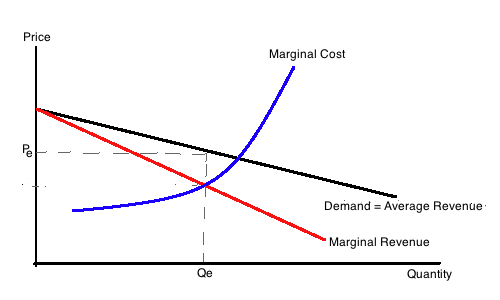 Price
Marginal Cost
Pe
Demand = Average Revenue
Marginal Revenue
Qe
Quantity